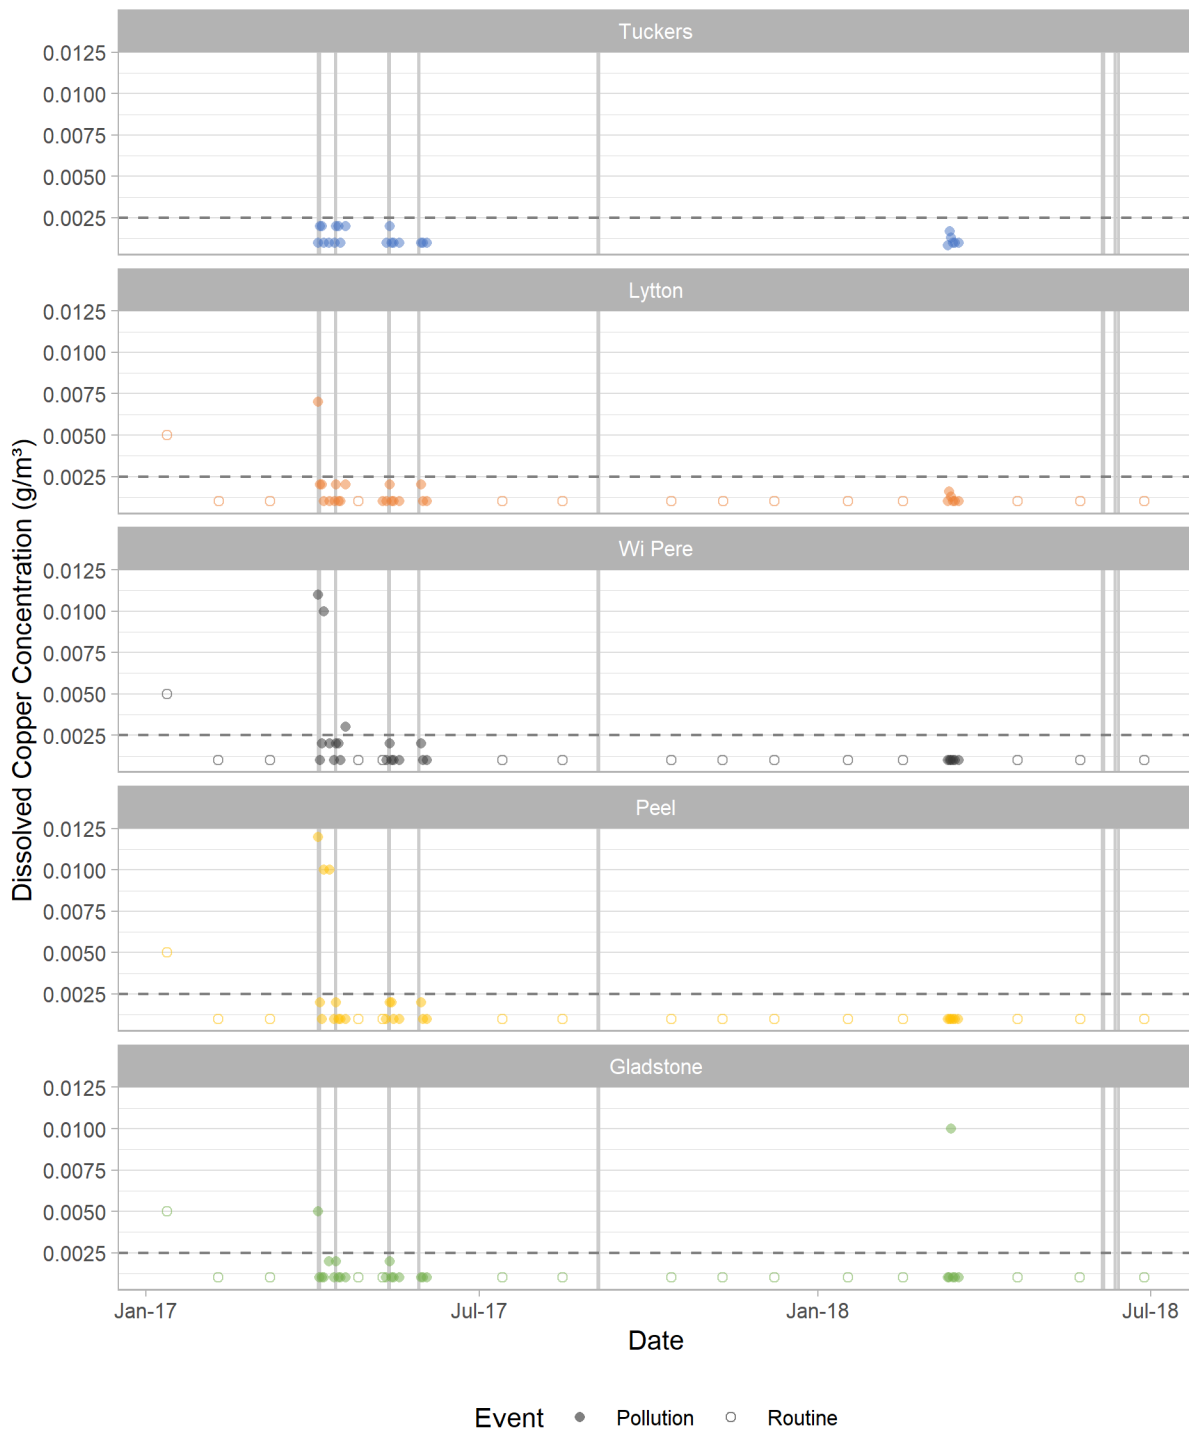 Dissolved Copper Concentration (g/m³)
Tuckers
0.0125
0.0100
0.0075
0.0050
0.0025
Lytton
0.0125
0.0100
0.0075
0.0050
0.0025
Wi Pere
0.0125
0.0100
0.0075
0.0050
0.0025
Peel
0.0125
0.0100
0.0075
0.0050
0.0025
Gladstone
0.0125
0.0100
0.0075
0.0050
0.0025
Jan-17 Jul-17 Jan-18 Jul-18
Date
Event Pollution Routine